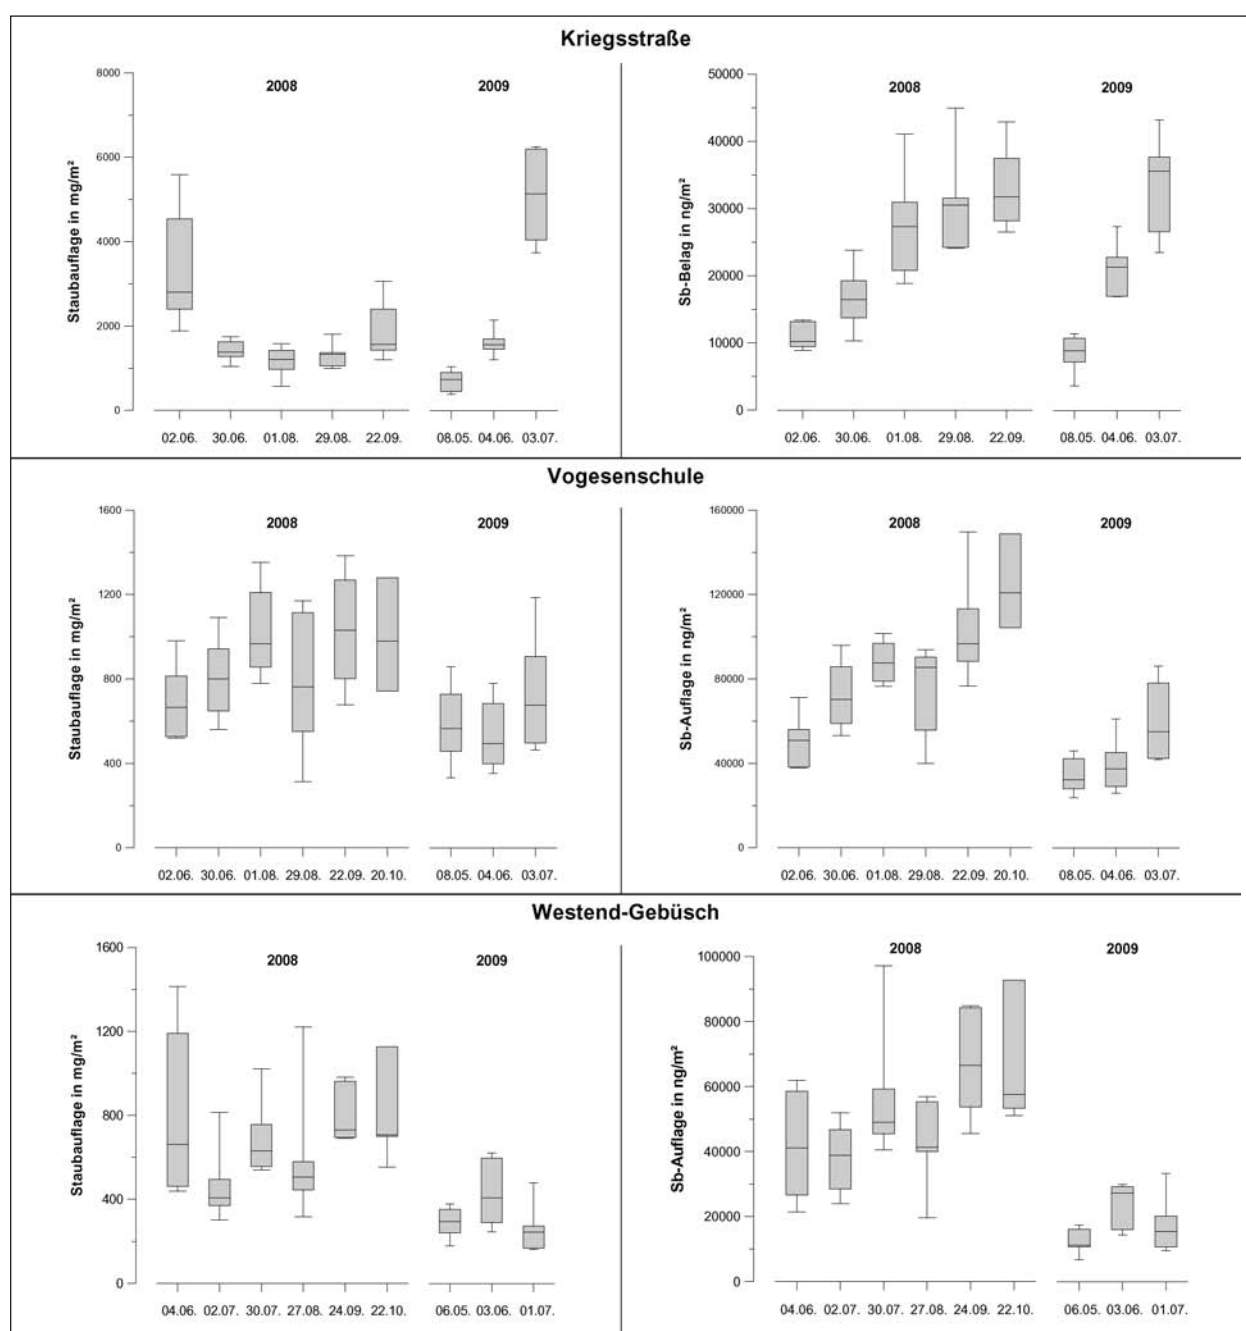 Kriegsstraße
2008
2009
Staubauflage in mg/m²
8000
6000
4000
2000
0
02.06. 30.06. 01.08. 29.08. 22.09. 08.05. 04.06. 03.07.
2008
2009
Sb-Belag in ng/m²
50000
40000
30000
20000
10000
0
02.06. 30.06. 01.08. 29.08. 22.09. 08.05. 04.06. 03.07.
Vogesenschule
2008
2009
Staubauflage in mg/m²
1600
1200
800
400
0
02.06. 30.06. 01.08. 29.08. 22.09. 20.10. 08.05. 04.06. 03.07.
2008
2009
Sb-Auflage in ng/m²
160000
120000
80000
40000
0
02.06. 30.06. 01.08. 29.08. 22.09. 20.10. 08.05. 04.06. 03.07.
Westend-Gebüsch
2008
2009
Staubauflage in mg/m²
1600
1200
800
400
0
04.06. 02.07. 30.07. 27.08. 24.09. 22.10. 06.05. 03.06. 01.07.
2008
2009
Sb-Auflage in ng/m²
100000
80000
60000
40000
20000
0
04.06. 02.07. 30.07. 27.08. 24.09. 22.10. 06.05. 03.06. 01.07.